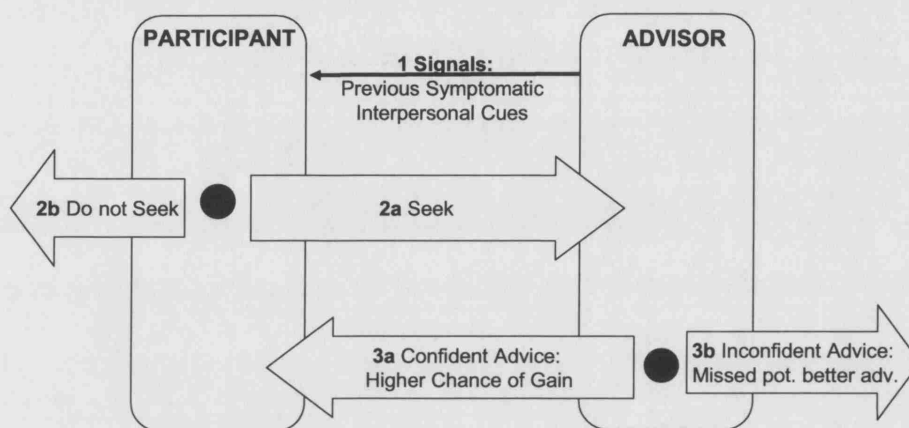 PARTICIPANT
ADVISOR
1 Signals:
Previous Symptomatic
Interpersonal Cues
2b Do not Seek
2a Seek
3a Confident Advice:
Higher Chance of Gain
3b Inconfident Advice:
Missed pot. better adv.